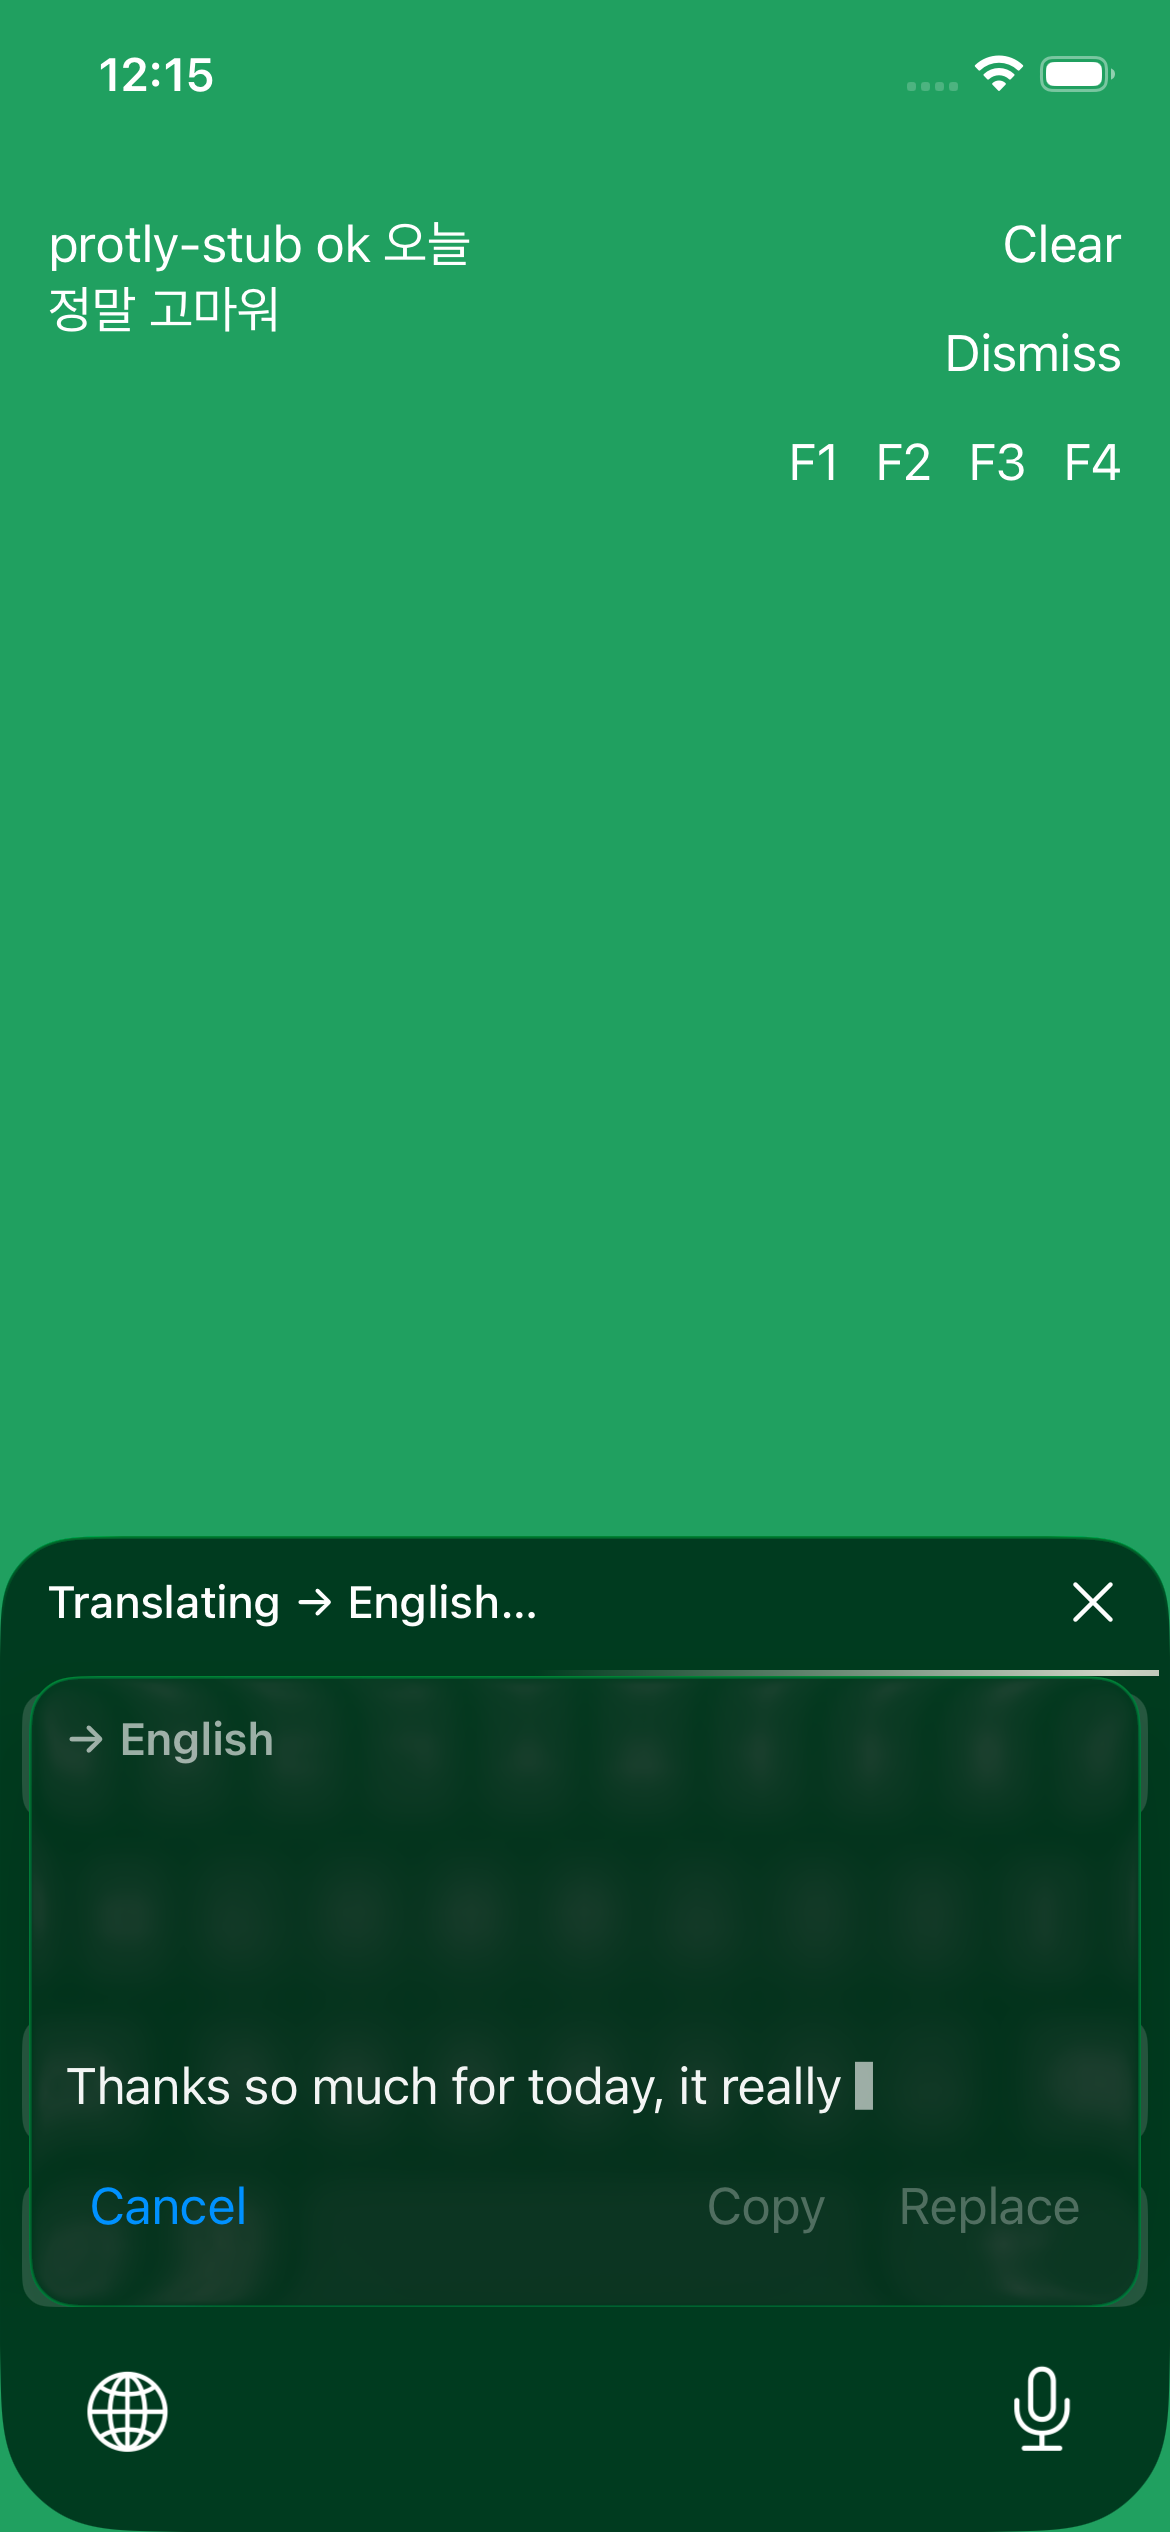 12:15
protly-stub ok 오늘
정말 고마워
Clear
Dismiss
F1 F2 F3 F4
Translating → English...
→ English
Thanks so much for today, it really
Cancel Copy Replace